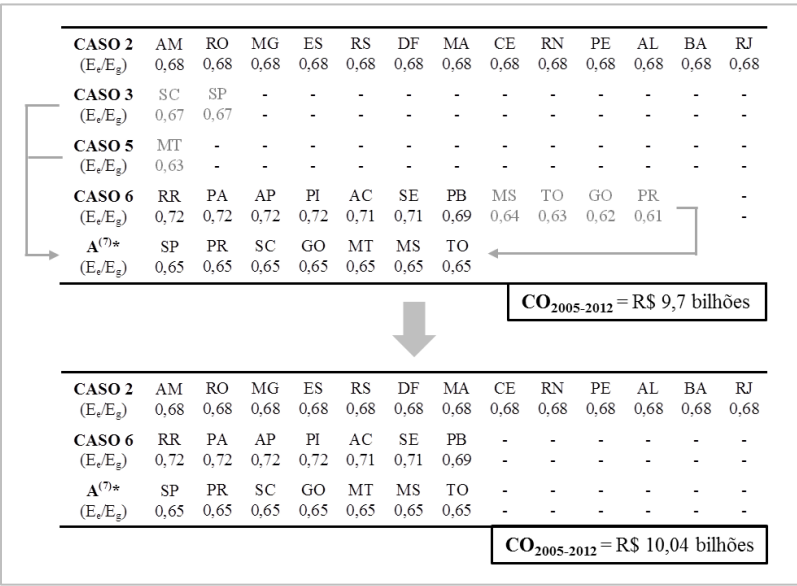 CASO 2 AM RO MG ES RS DF MA CE RN PE AL BA RJ
(Ee/Eg) 0,68 0,68 0,68 0,68 0,68 0,68 0,68 0,68 0,68 0,68 0,68 0,68 0,68
CASO 3 SC SP - - - - - - - - - - -
(Ee/Eg) 0,67 0,67 - - - - - - - - - - -
CASO 5 MT - - - - - - - - - - - -
(Ee/Eg) 0,63 - - - - - - - - - - - -
CASO 6 RR PA AP PI AC SE PB MS TO GO PR -
(Ee/Eg) 0,72 0,72 0,72 0,72 0,71 0,71 0,69 0,64 0,63 0,62 0,61 -
A(7)* SP PR SC GO MT MS TO
(Ee/Eg) 0,65 0,65 0,65 0,65 0,65 0,65 0,65
CO2005-2012 = R$ 9,7 bilhões
CASO 2 AM RO MG ES RS DF MA CE RN PE AL BA RJ
(Ee/Eg) 0,68 0,68 0,68 0,68 0,68 0,68 0,68 0,68 0,68 0,68 0,68 0,68 0,68
CASO 6 RR PA AP PI AC SE PB - - - - - -
(Ee/Eg) 0,72 0,72 0,72 0,72 0,71 0,71 0,69 - - - - - -
A(7)* SP PR SC GO MT MS TO - - - - - -
(Ee/Eg) 0,65 0,65 0,65 0,65 0,65 0,65 0,65 - - - - - -
CO2005-2012 = R$ 10,04 bilhões